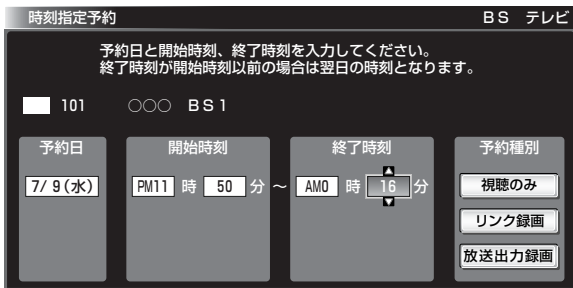 時刻指定予約 BS テレビ
予約日と開始時刻、終了時刻を入力してください。
終了時刻が開始時刻以前の場合は翌日の時刻となります。
101 ○○○ BS1
予約日 開始時刻 終了時刻 予約種別
7/ 9(水) PM11 時 50 分 ~ AM0 時 16 分 視聴のみ
リンク録画
放送出力録画